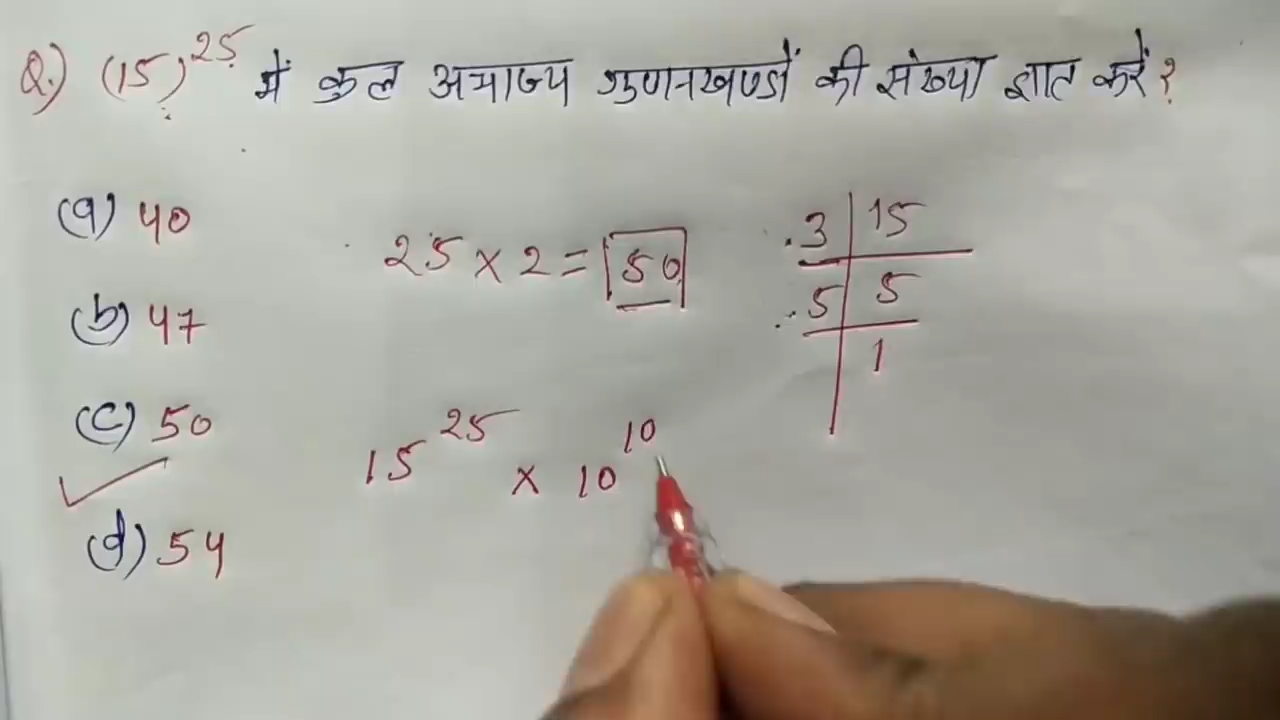 Q.) (15)^25 में कुल अभाज्य गुणनखण्डों की संख्या ज्ञात करें ?
(a) 40
(b) 47
(c) 50
(d) 54
25 × 2 = 50
3 | 15
5 | 5
1
15^25 × 10^10